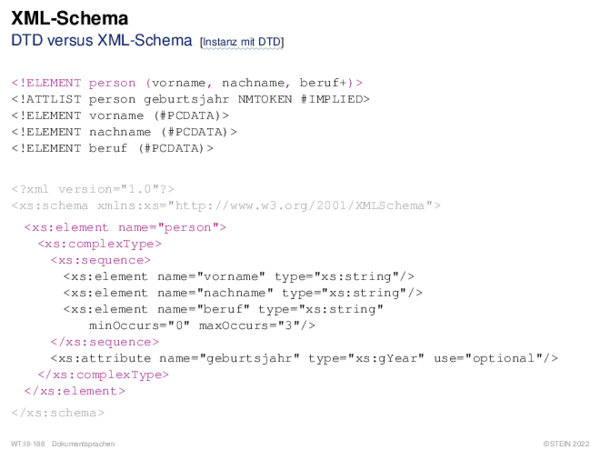 XML-Schema
DTD versus XML-Schema [Instanz mit DTD]
<!ELEMENT person (vorname, nachname, beruf+)>
<!ATTLIST person geburtsjahr NMTOKEN #IMPLIED>
<!ELEMENT vorname (#PCDATA)>
<!ELEMENT nachname (#PCDATA)>
<!ELEMENT beruf (#PCDATA)>
<?xml version="1.0"?>
<xs:schema xmlns:xs="http://www.w3.org/2001/XMLSchema">
<xs:element name="person">
<xs:complexType>
<xs:sequence>
<xs:element name="vorname" type="xs:string"/>
<xs:element name="nachname" type="xs:string"/>
<xs:element name="beruf" type="xs:string"
minOccurs="0" maxOccurs="3"/>
</xs:sequence>
<xs:attribute name="geburtsjahr" type="xs:gYear" use="optional"/>
</xs:complexType>
</xs:element>
</xs:schema>
WT:III-188 Dokumentsprachen ©STEIN 2022